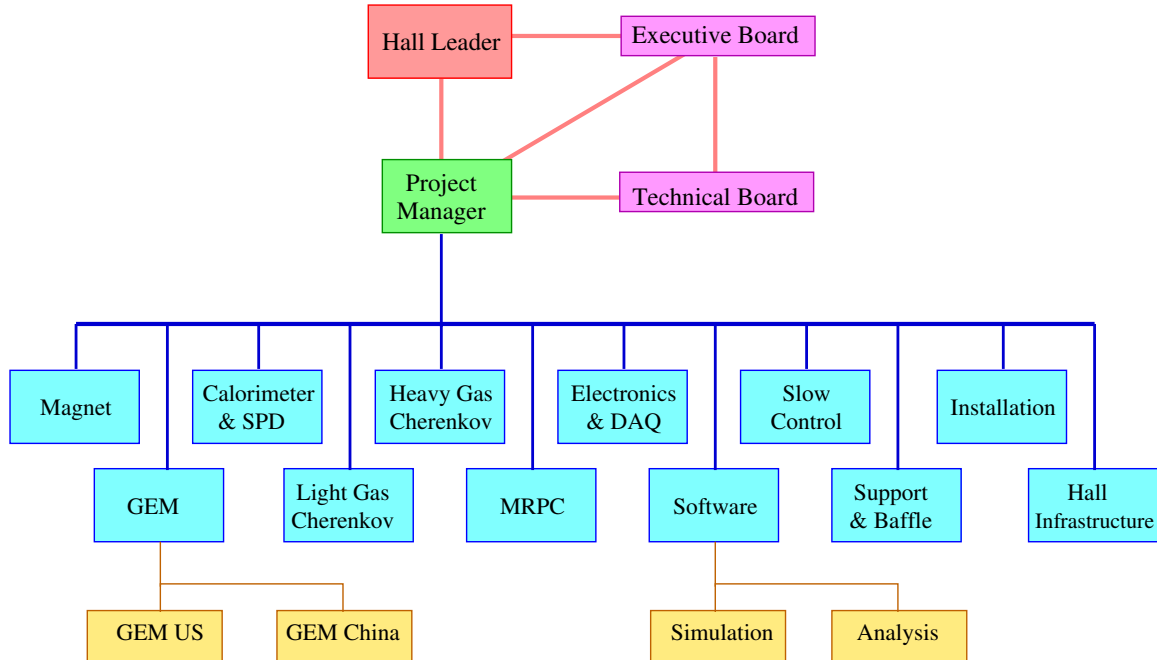 Hall Leader
Executive Board
Project
Manager
Technical Board
Magnet
Calorimeter
& SPD
Heavy Gas
Cherenkov
Electronics
& DAQ
Slow
Control
Installation
GEM
Light Gas
Cherenkov
MRPC
Software
Support
& Baffle
Hall
Infrastructure
GEM US
GEM China
Simulation
Analysis